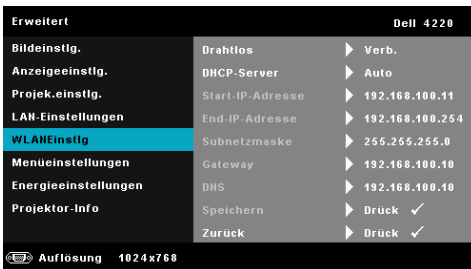 Erweitert Dell 4220
Bildeinstlg. Drahtlos Verb.
Anzeigeeinstlg. DHCP-Server Auto
Projek.einstlg. Start-IP-Adresse 192.168.100.11
LAN-Einstellungen End-IP-Adresse 192.168.100.254
WLANEinstlg Subnetzmaske 255.255.255.0
Menüeinstellungen Gateway 192.168.100.10
Energieeinstellungen DNS 192.168.100.10
Projektor-Info Speichern Drück ✓
Zurück Drück ✓
Auflösung 1024x768